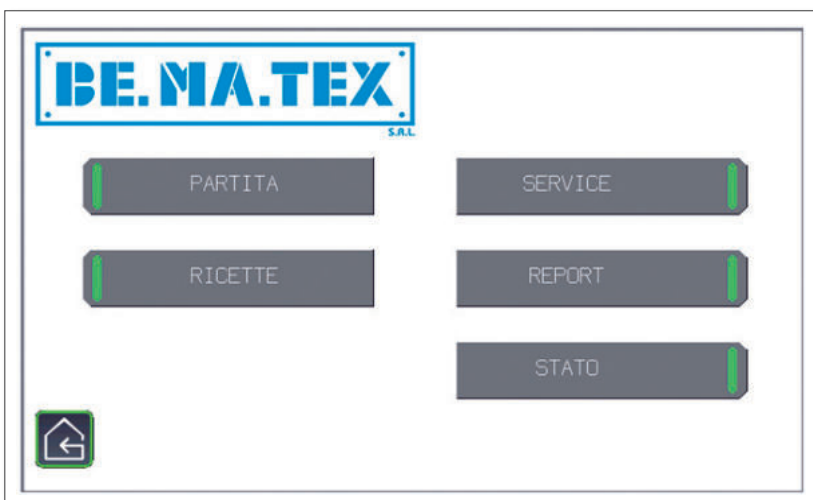 BE.MA.TEX
S.R.L.
PARTITA
SERVICE
RICETTE
REPORT
STATO